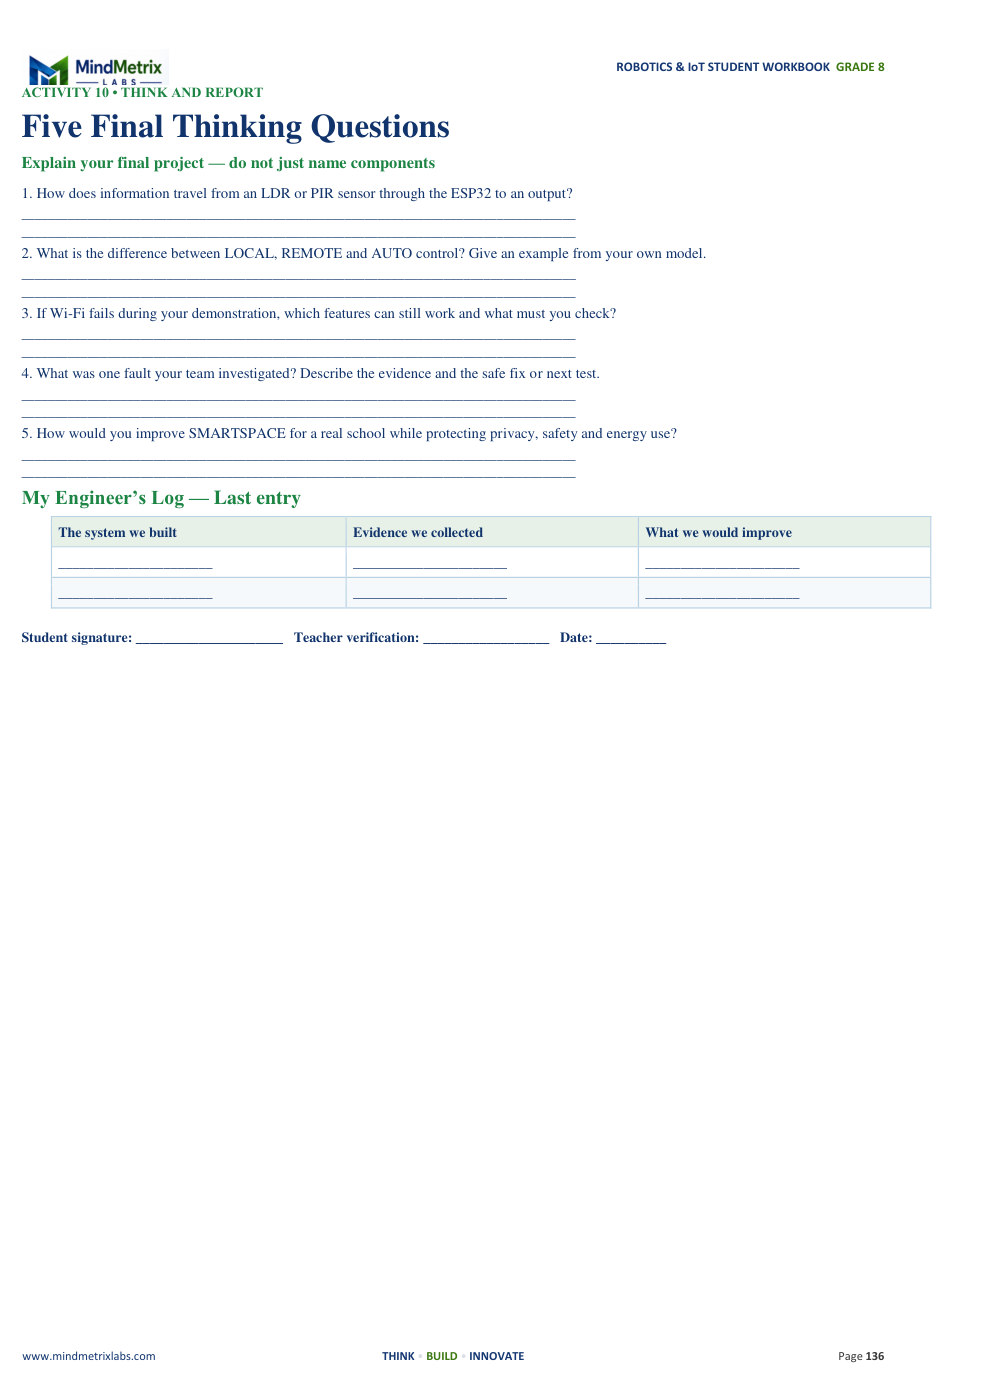 MindMetrix
LABS
ROBOTICS & IoT STUDENT WORKBOOK GRADE 8
ACTIVITY 10 • THINK AND REPORT
Five Final Thinking Questions
Explain your final project — do not just name components
1. How does information travel from an LDR or PIR sensor through the ESP32 to an output?
2. What is the difference between LOCAL, REMOTE and AUTO control? Give an example from your own model.
3. If Wi-Fi fails during your demonstration, which features can still work and what must you check?
4. What was one fault your team investigated? Describe the evidence and the safe fix or next test.
5. How would you improve SMARTSPACE for a real school while protecting privacy, safety and energy use?
My Engineer’s Log — Last entry
The system we built Evidence we collected What we would improve
Student signature: _____________________ Teacher verification: __________________ Date: __________
www.mindmetrixlabs.com THINK • BUILD • INNOVATE Page 136